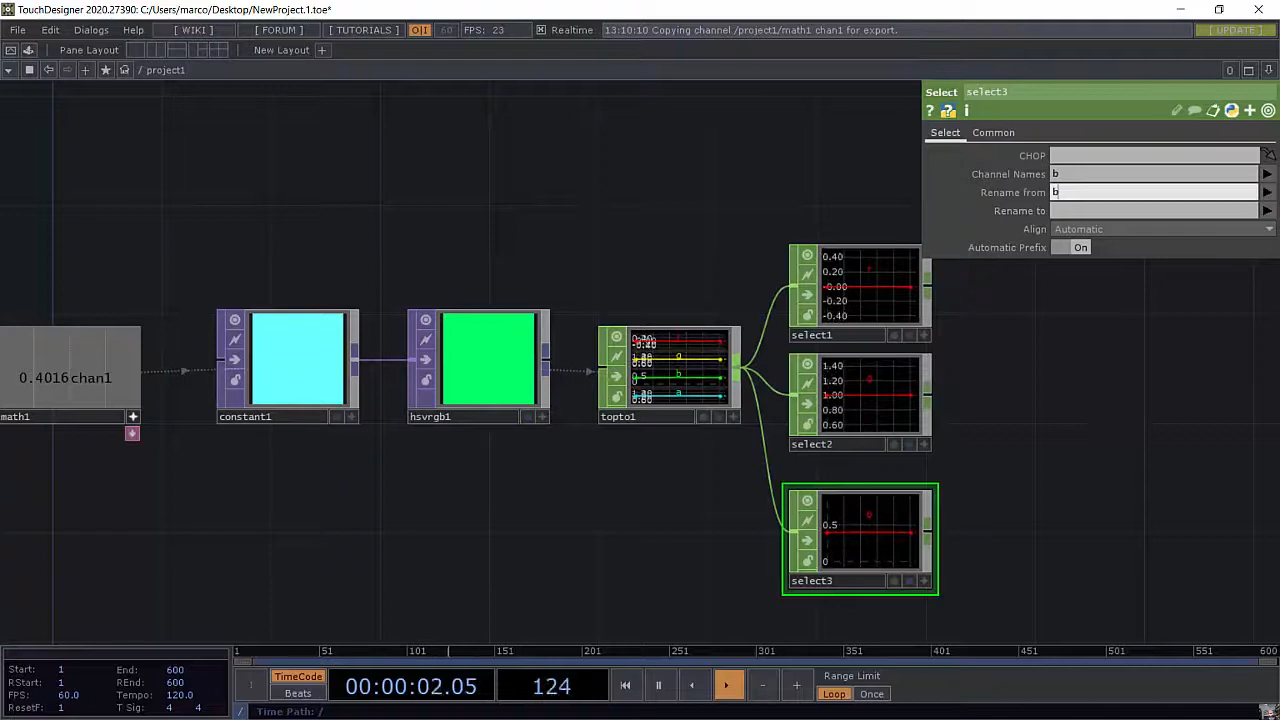 TouchDesigner 2020.27390: C:/Users/marco/Desktop/NewProject.1.toe*
File Edit Dialogs Help [ WIKI ] [ FORUM ] [ TUTORIALS ] O|I FPS: 23 Realtime 13:10:10 Copying channel /project1/math1 chan1 for export. [ UPDATE ]
Pane Layout New Layout +
/ project1 0
Select select3
? ? i
Select Common
CHOP
Channel Names b
Rename from b
Rename to
Align Automatic
Automatic Prefix On
0.40
0.20
-0.00
-0.20
-0.40
r
select1
1.40
1.20
1.00
0.80
0.60
g
select2
0.5
0
b
select3
0.4016 chan1
math1
constant1
hsvrgb1
g
b
a
topto1
1 51 101 151 201 301 351 401 451 501 551 600
Start: 1 End: 600
RStart: 1 REnd: 600
FPS: 60.0 Tempo: 120.0
ResetF: 1 T Sig: 4 4
TimeCode
Beats
00:00:02.05
124
Range Limit
Loop Once
/ Time Path: /